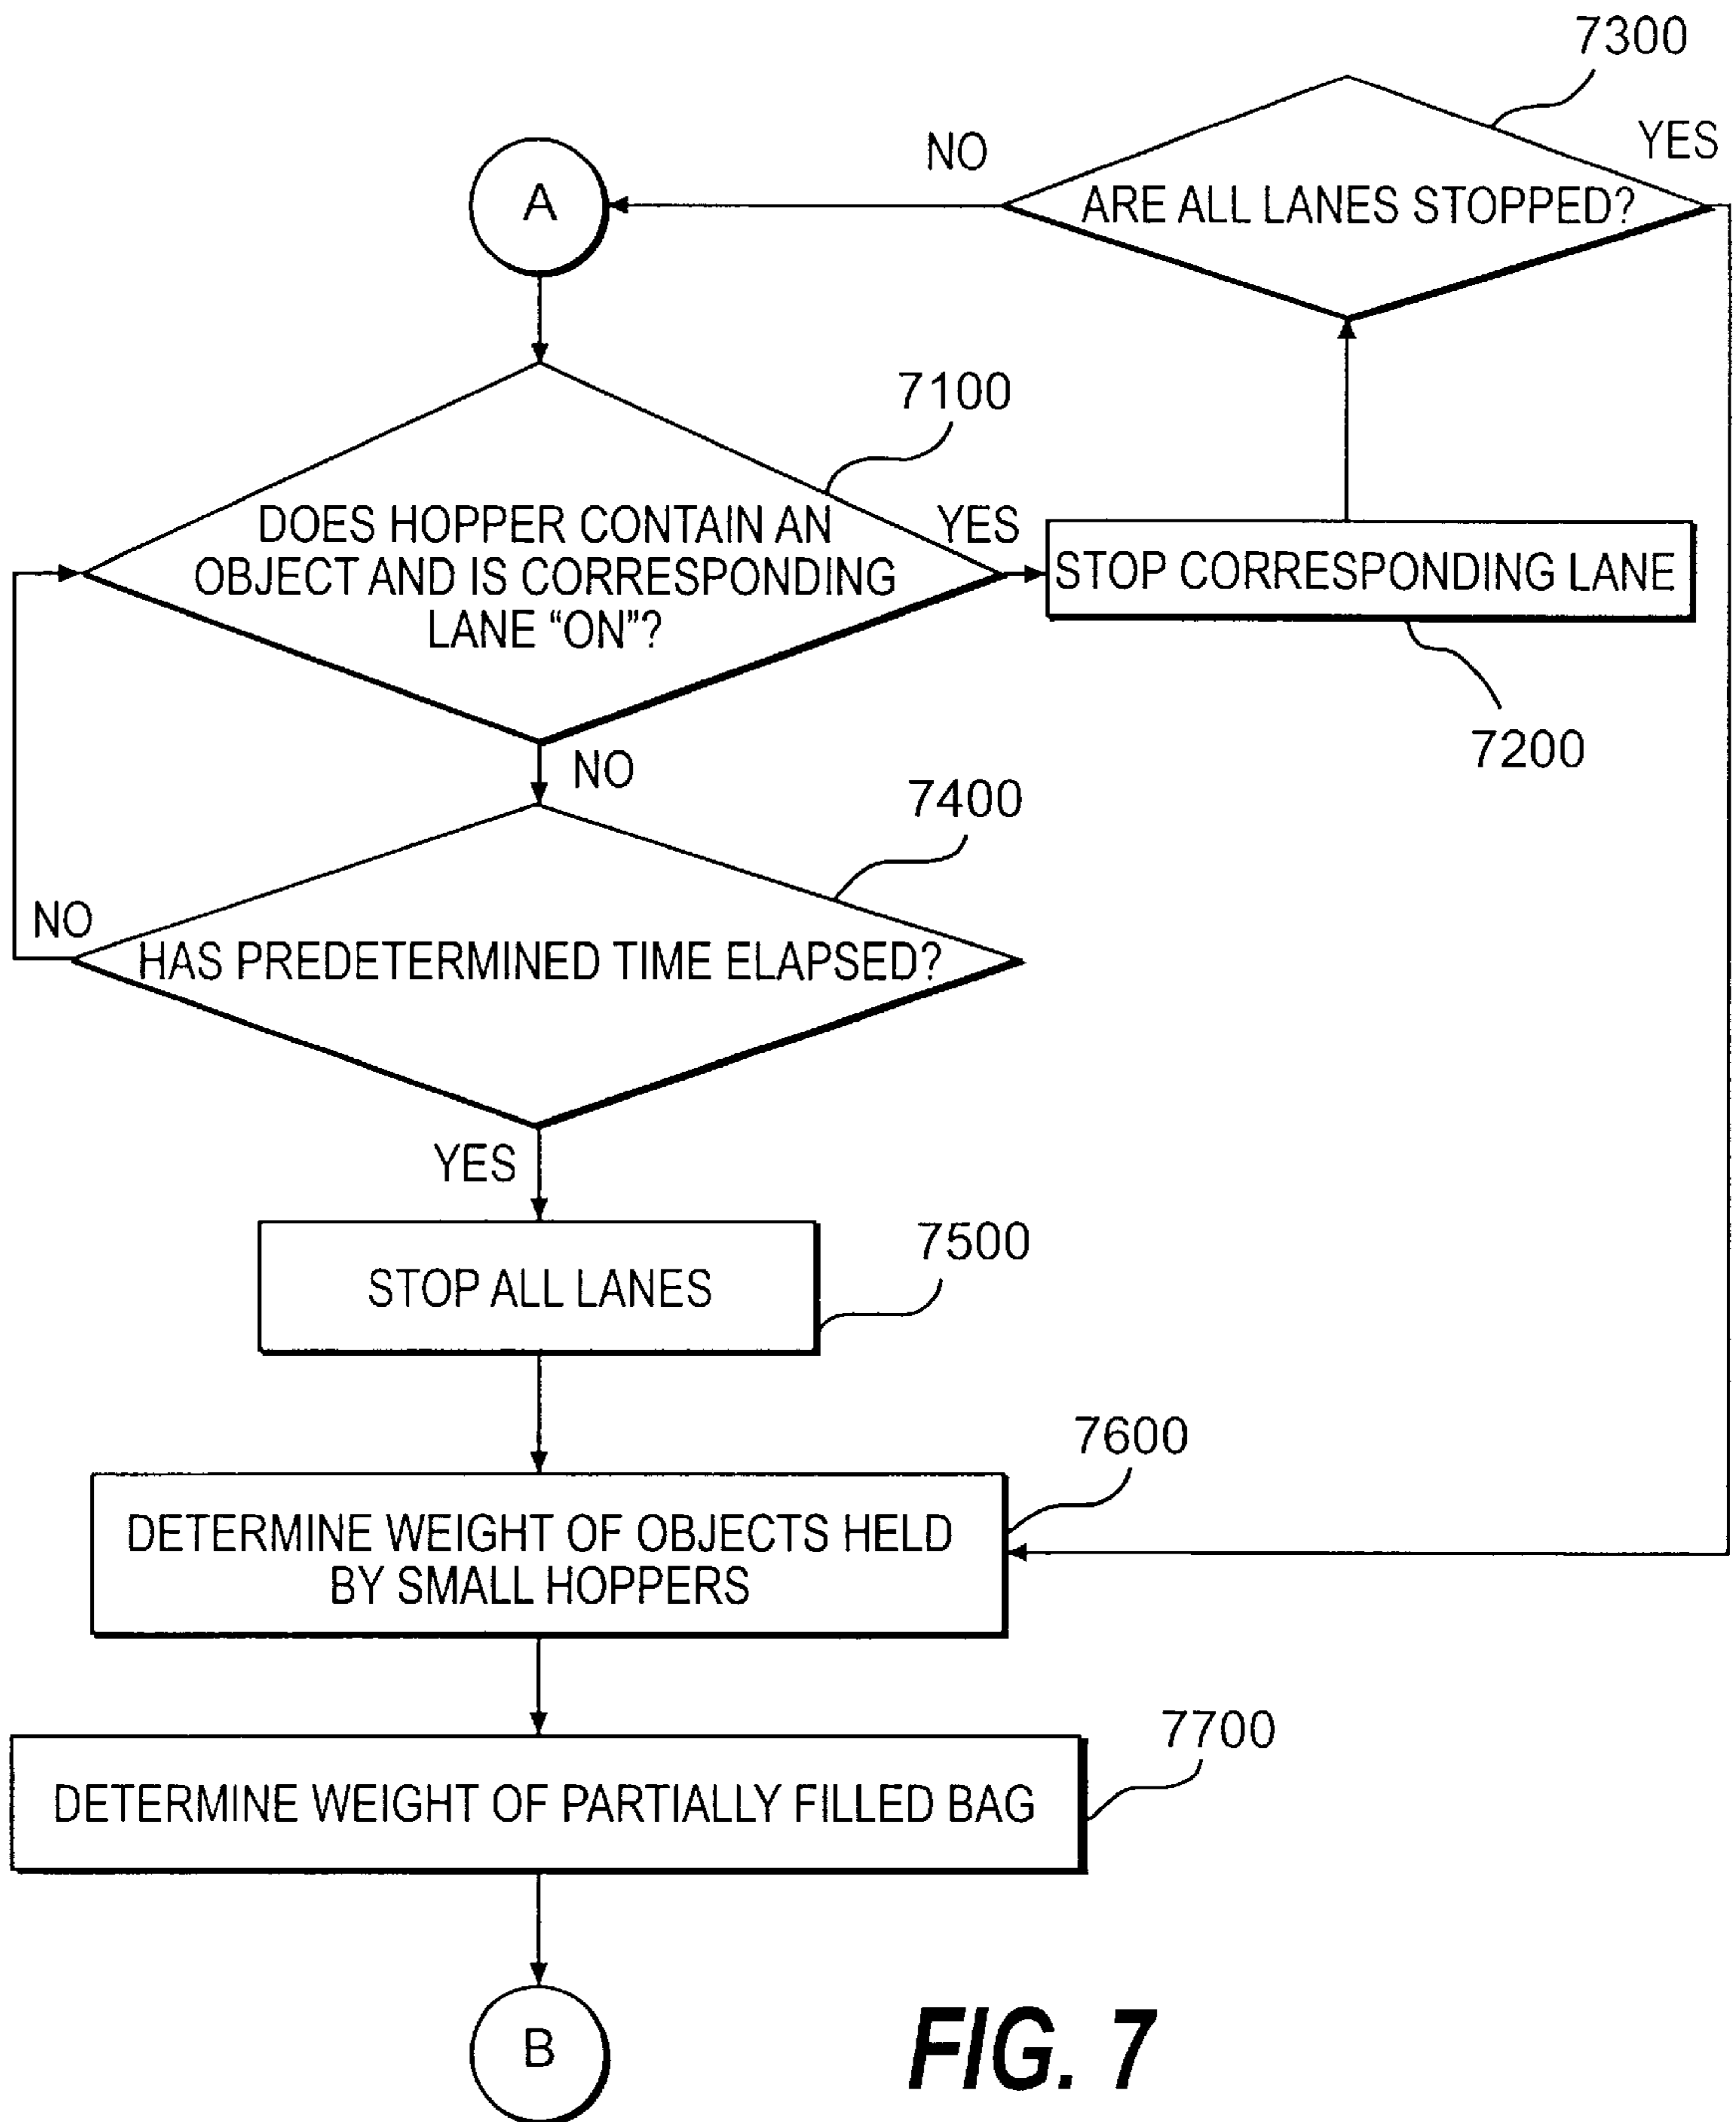 7300
NO
YES
A
ARE ALL LANES STOPPED?
7100
DOES HOPPER CONTAIN AN
OBJECT AND IS CORRESPONDING
LANE “ON”?
YES
STOP CORRESPONDING LANE
7200
NO
7400
NO
HAS PREDETERMINED TIME ELAPSED?
YES
7500
STOP ALL LANES
7600
DETERMINE WEIGHT OF OBJECTS HELD
BY SMALL HOPPERS
7700
DETERMINE WEIGHT OF PARTIALLY FILLED BAG
B
FIG. 7